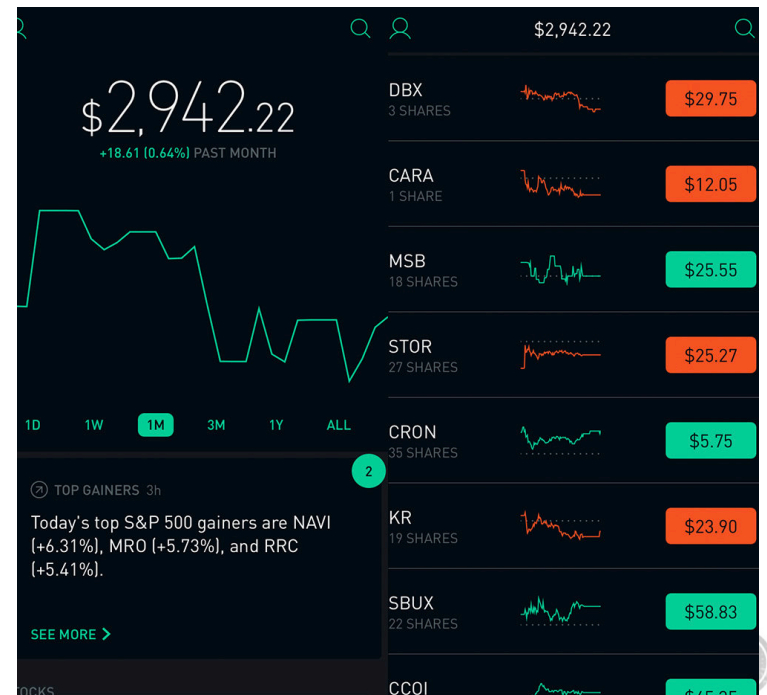 $2,942.22
+18.61 (0.64%) PAST MONTH
1D 1W 1M 3M 1Y ALL
2
TOP GAINERS 3h
Today's top S&P 500 gainers are NAVI
(+6.31%), MRO (+5.73%), and RRC
(+5.41%).
SEE MORE
$2,942.22
DBX
3 SHARES
$29.75
CARA
1 SHARE
$12.05
MSB
18 SHARES
$25.55
STOR
27 SHARES
$25.27
CRON
35 SHARES
$5.75
KR
19 SHARES
$23.90
SBUX
22 SHARES
$58.83
CCOI